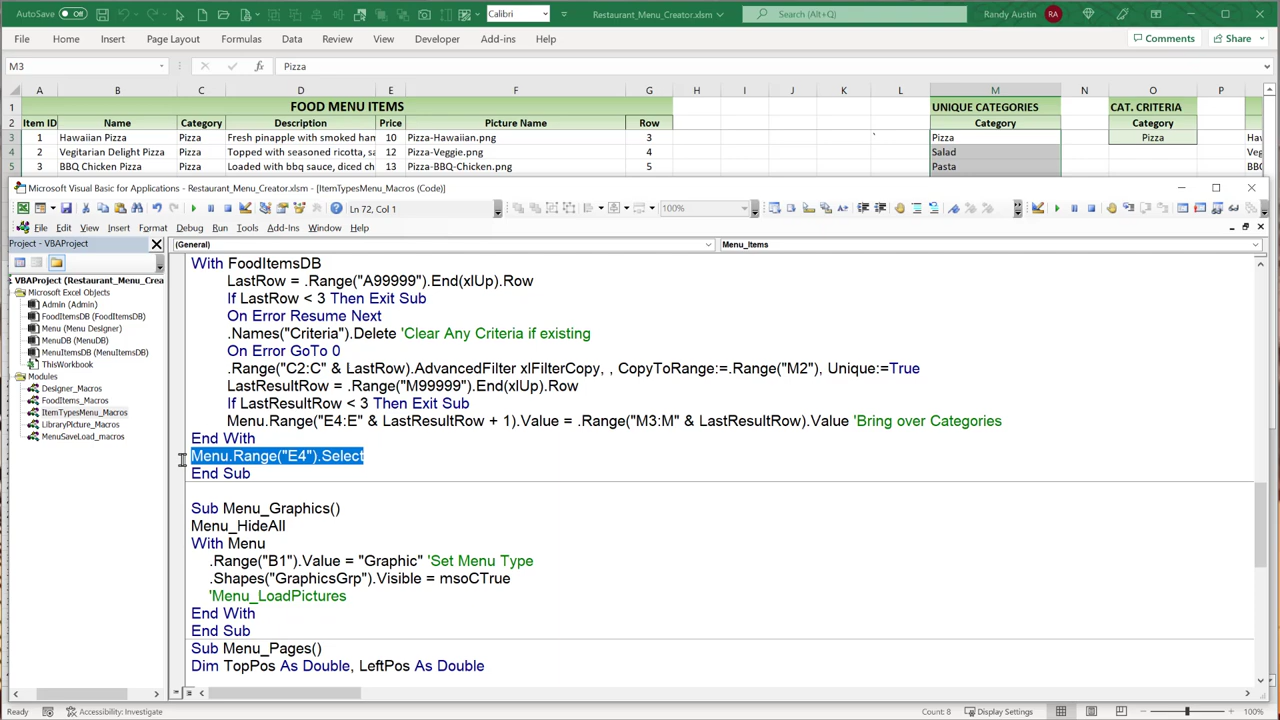 AutoSave Off Calibri Restaurant_Menu_Creator.xlsm Search (Alt+Q) Randy Austin RA
File Home Insert Page Layout Formulas Data Review View Developer Add-ins Help Comments Share
M3 fx Pizza
A B C D E F G H I J K L M N O P
1 FOOD MENU ITEMS UNIQUE CATEGORIES CAT. CRITERIA
2 Item ID Name Category Description Price Picture Name Row Category Category
3 1 Hawaiian Pizza Pizza Fresh pinapple with smoked ham 10 Pizza-Hawaiian.png 3 Pizza Pizza Hav
4 2 Vegitarian Delight Pizza Pizza Topped with seasoned ricotta, sa 12 Pizza-Veggie.png 4 Salad Veg
5 3 BBQ Chicken Pizza Pizza Loaded with bbq sauce, diced ch 13 Pizza-BBQ-Chicken.png 5 Pasta BBQ
Microsoft Visual Basic for Applications - Restaurant_Menu_Creator.xlsm - [ItemTypesMenu_Macros (Code)]
Ln 72, Col 1 100%
File Edit View Insert Format Debug Run Tools Add-Ins Window Help
Project - VBAProject
(General) Menu_Items
VBAProject (Restaurant_Menu_Crea
Microsoft Excel Objects
Admin (Admin)
FoodItemsDB (FoodItemsDB)
Menu (Menu Designer)
MenuDB (MenuDB)
MenuItemsDB (MenuItemsDB)
ThisWorkbook
Modules
Designer_Macros
FoodItems_Macros
ItemTypesMenu_Macros
LibraryPicture_Macros
MenuSaveLoad_macros
With FoodItemsDB
LastRow = .Range("A99999").End(xlUp).Row
If LastRow < 3 Then Exit Sub
On Error Resume Next
.Names("Criteria").Delete 'Clear Any Criteria if existing
On Error GoTo 0
.Range("C2:C" & LastRow).AdvancedFilter xlFilterCopy, , CopyToRange:=.Range("M2"), Unique:=True
LastResultRow = .Range("M99999").End(xlUp).Row
If LastResultRow < 3 Then Exit Sub
Menu.Range("E4:E" & LastResultRow + 1).Value = .Range("M3:M" & LastResultRow).Value 'Bring over Categories
End With
Menu.Range("E4").Select
End Sub
Sub Menu_Graphics()
Menu_HideAll
With Menu
.Range("B1").Value = "Graphic" 'Set Menu Type
.Shapes("GraphicsGrp").Visible = msoCTrue
'Menu_LoadPictures
End With
End Sub
Sub Menu_Pages()
Dim TopPos As Double, LeftPos As Double
Ready Accessibility: Investigate Count: 8 Display Settings 100%